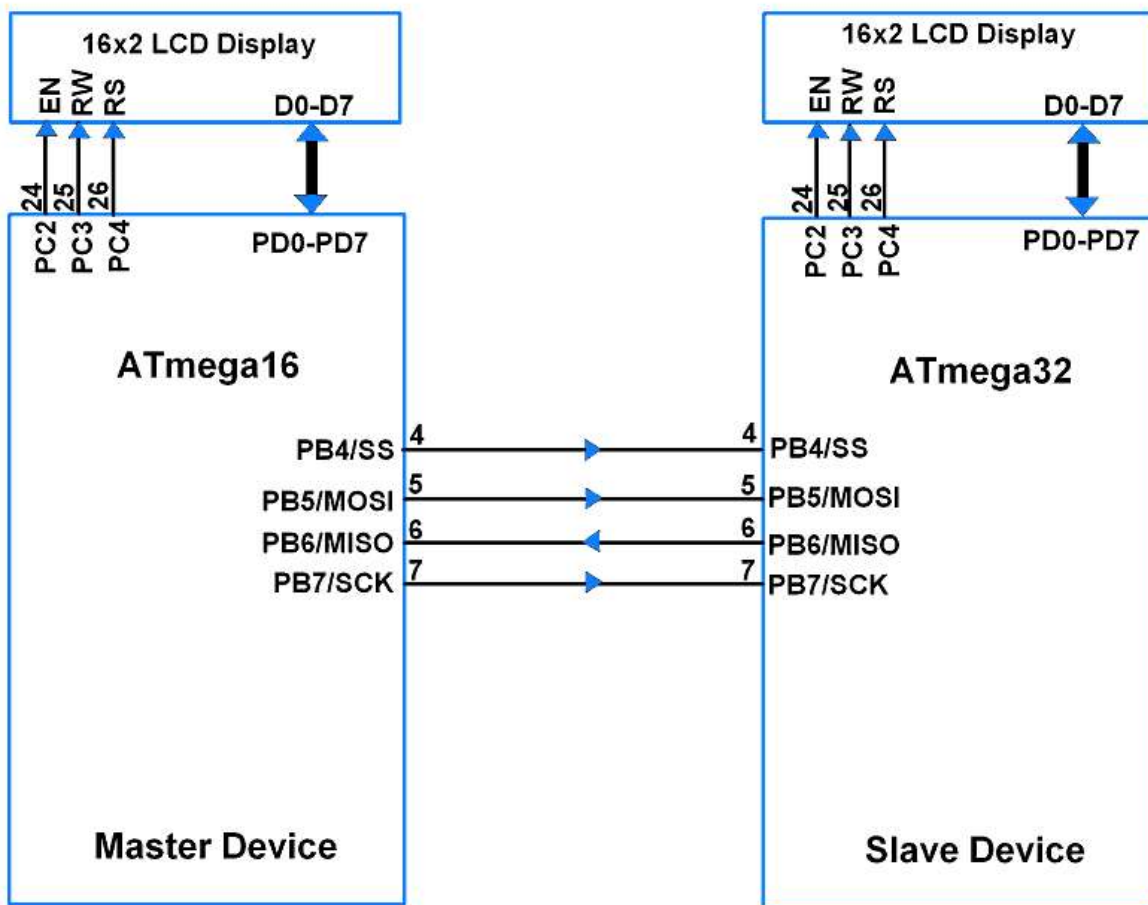 16x2 LCD Display
EN
RW
RS
D0-D7
24
25
26
PC2
PC3
PC4
PD0-PD7
ATmega16
PB4/SS
4
PB5/MOSI
5
PB6/MISO
6
PB7/SCK
7
Master Device
16x2 LCD Display
EN
RW
RS
D0-D7
24
25
26
PC2
PC3
PC4
PD0-PD7
ATmega32
4
PB4/SS
5
PB5/MOSI
6
PB6/MISO
7
PB7/SCK
Slave Device